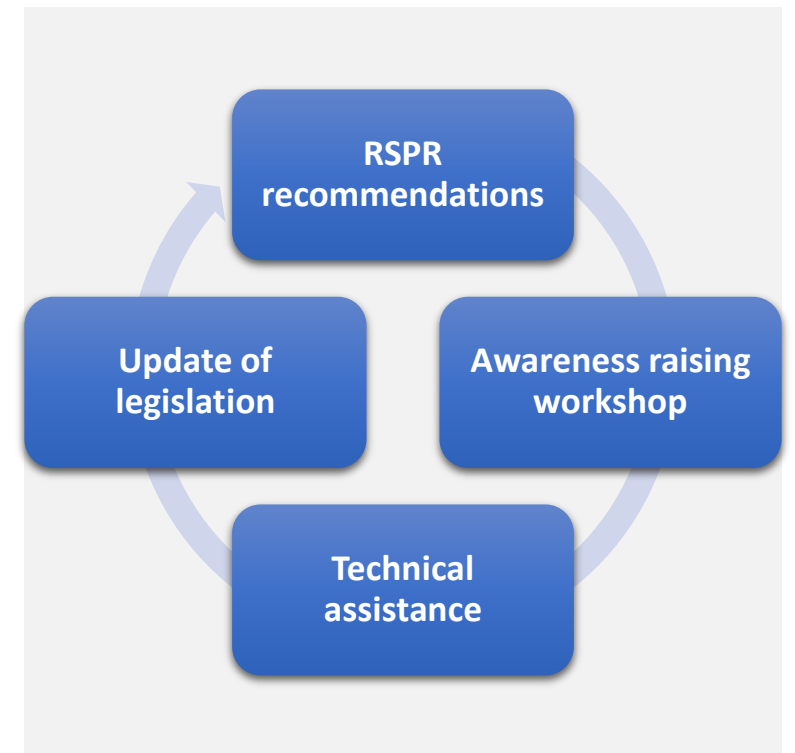 RSPR
recommendations
Awareness raising
workshop
Technical
assistance
Update of
legislation